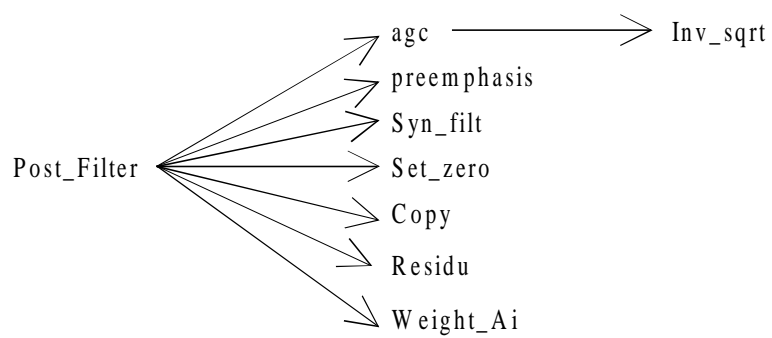 agc Inv_sqrt
preemphasis
Syn_filt
Post_Filter Set_zero
Copy
Residu
Weight_Ai